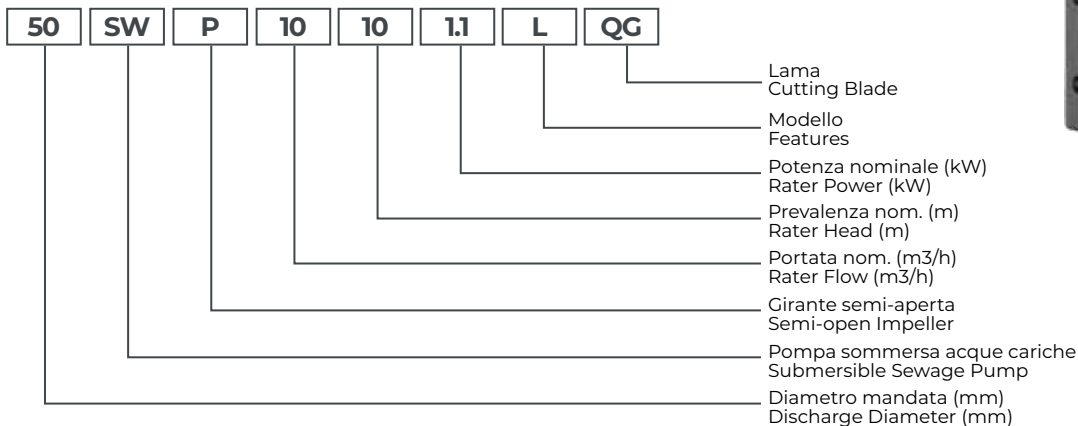 50 SW P 10 10 1.1 L QG
Lama
Cutting Blade
Modello
Features
Potenza nominale (kW)
Rater Power (kW)
Prevalenza nom. (m)
Rater Head (m)
Portata nom. (m3/h)
Rater Flow (m3/h)
Girante semi-aperta
Semi-open Impeller
Pompa sommersa acque cariche
Submersible Sewage Pump
Diametro mandata (mm)
Discharge Diameter (mm)